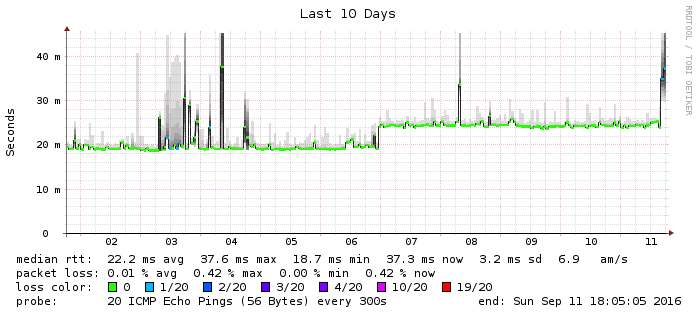 Last 10 Days
RRDTOOL / TOBI OETIKER
Seconds
40 m
30 m
20 m
10 m
0
02 03 04 05 06 07 08 09 10 11
median rtt: 22.2 ms avg 37.6 ms max 18.7 ms min 37.3 ms now 3.2 ms sd 6.9 am/s
packet loss: 0.01 % avg 0.42 % max 0.00 % min 0.42 % now
loss color: 0 1/20 2/20 3/20 4/20 10/20 19/20
probe: 20 ICMP Echo Pings (56 Bytes) every 300s end: Sun Sep 11 18:05:05 2016